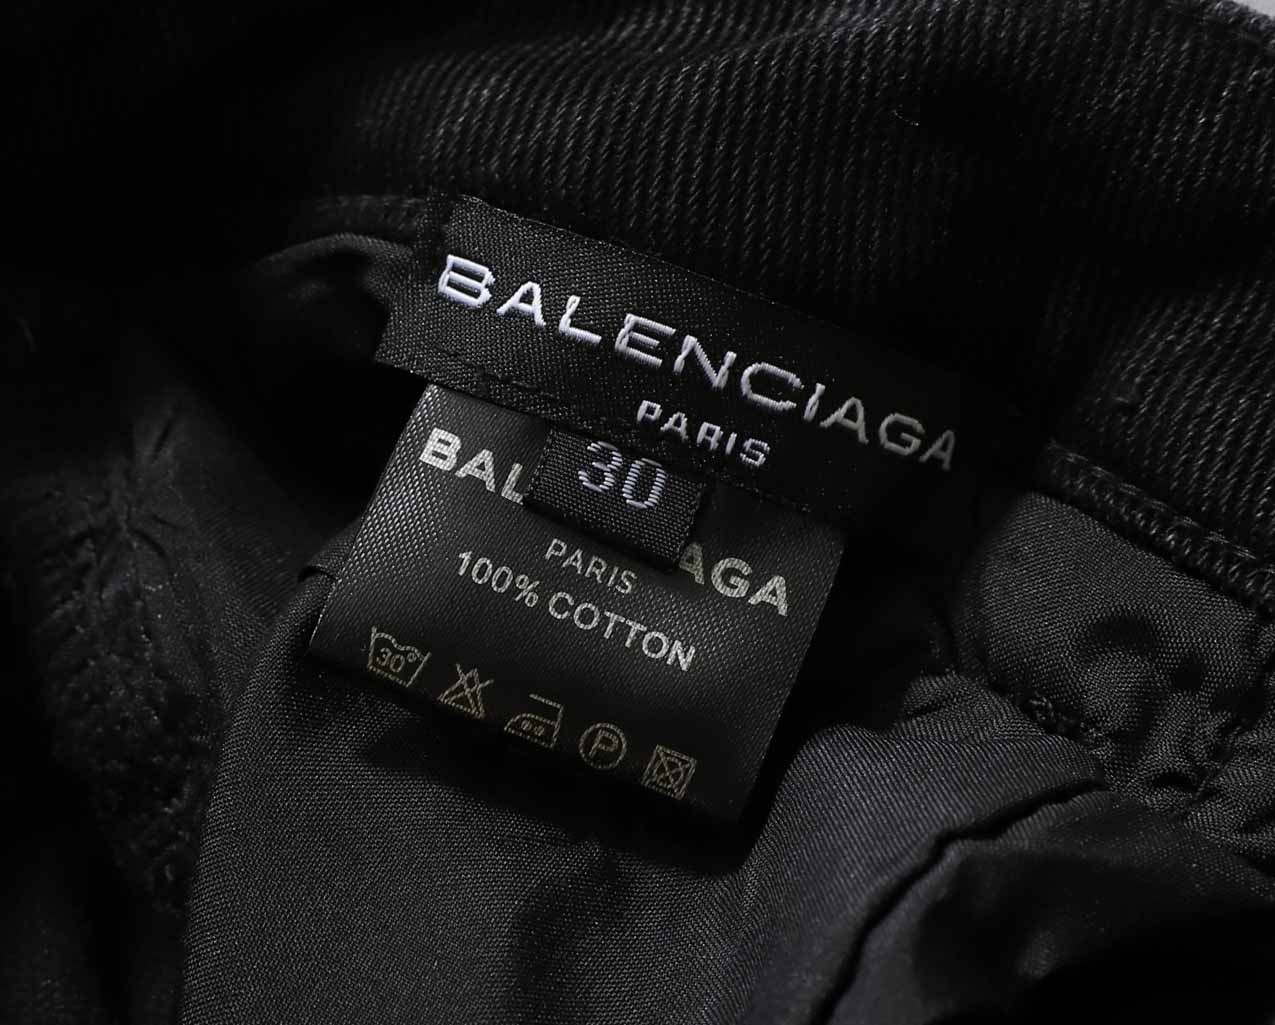 BALENCIAGA
PARIS
30
BAL AGA
PARIS
100% COTTON
30° P